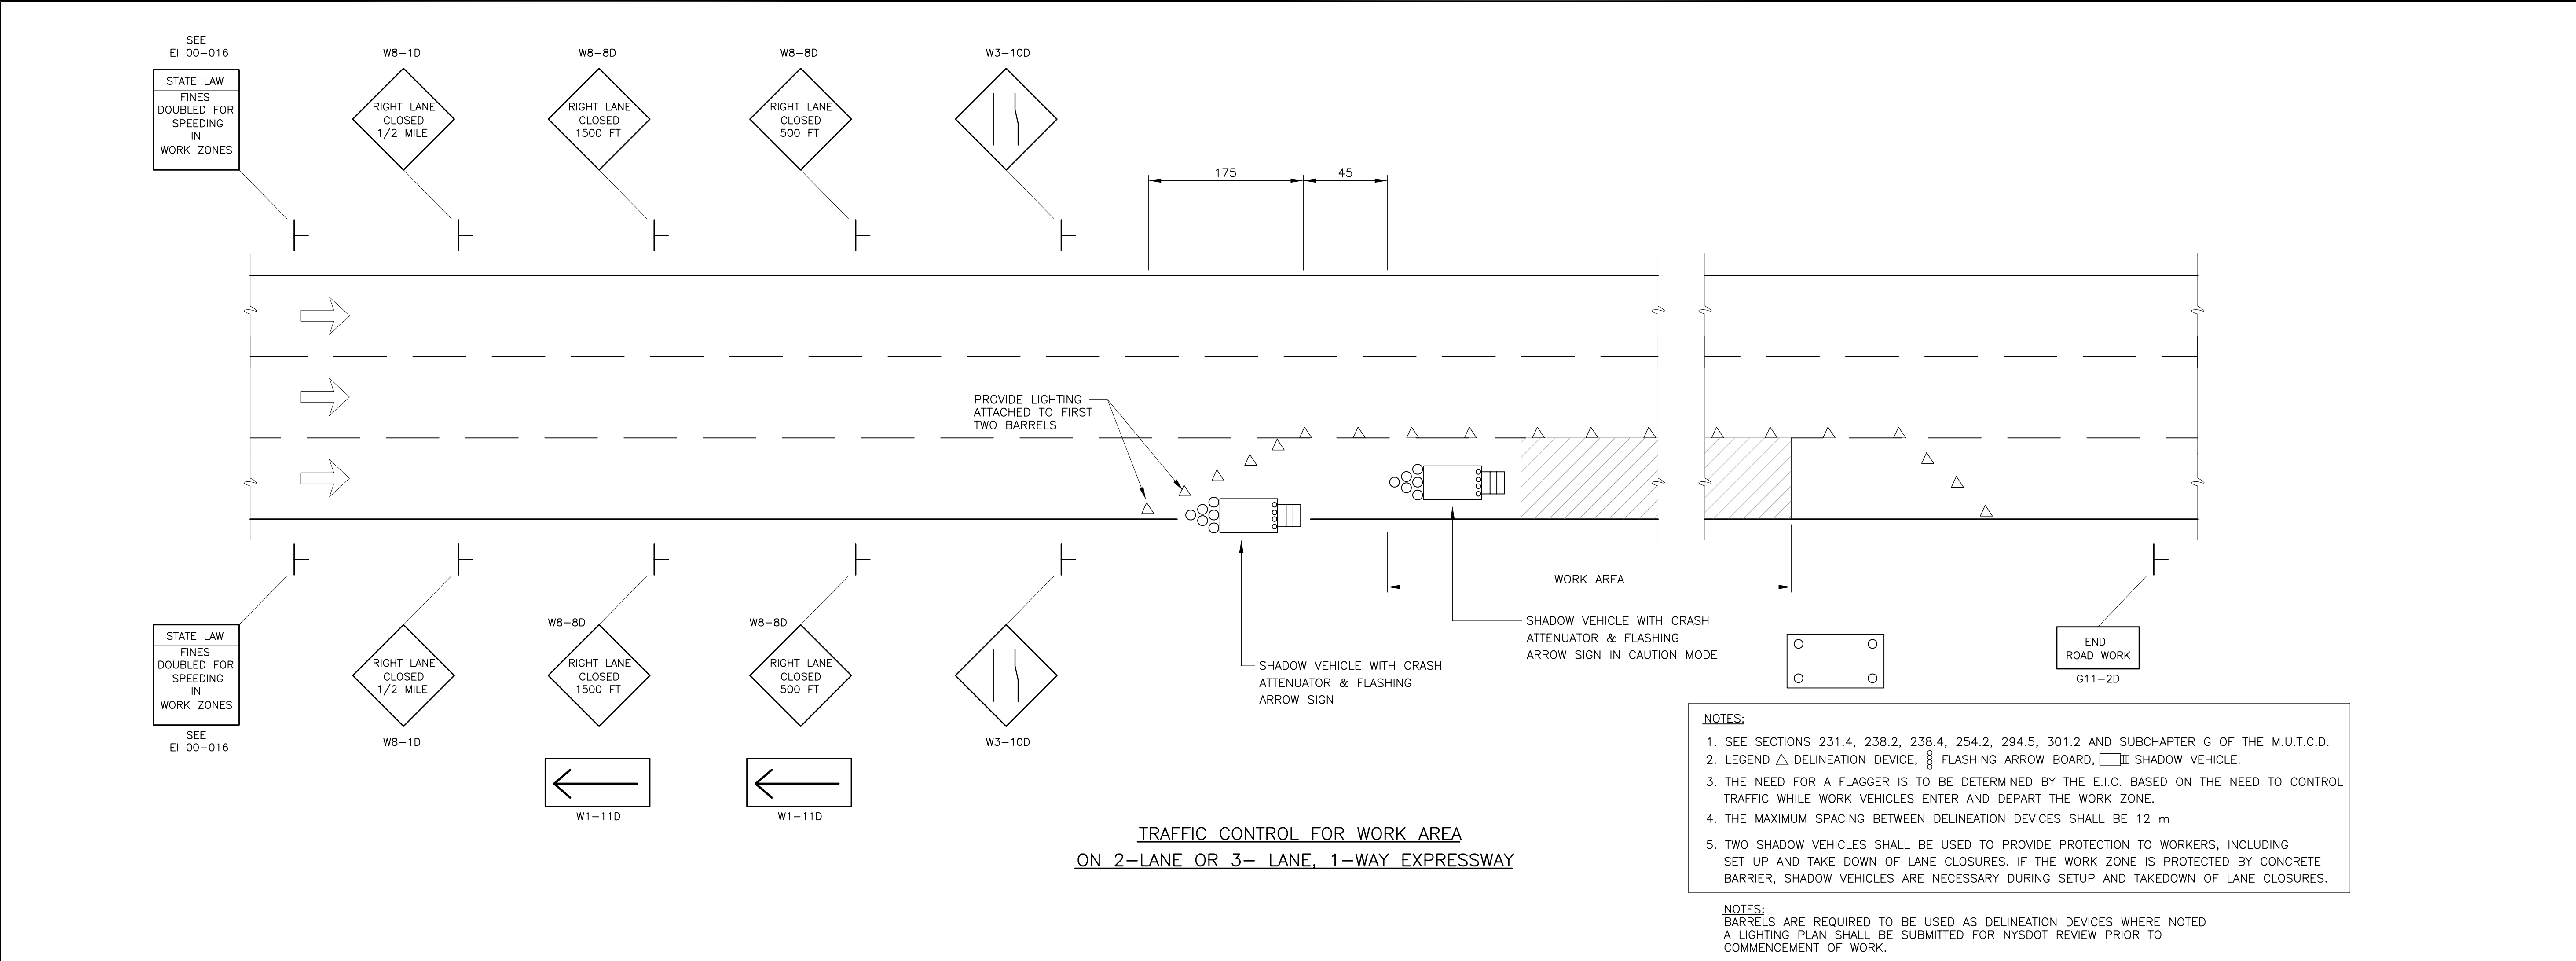 SEE
EI 00-016
STATE LAW
FINES
DOUBLED FOR
SPEEDING
IN
WORK ZONES
W8-1D
RIGHT LANE
CLOSED
1/2 MILE
W8-8D
RIGHT LANE
CLOSED
1500 FT
W8-8D
RIGHT LANE
CLOSED
500 FT
W3-10D
175
45
PROVIDE LIGHTING
ATTACHED TO FIRST
TWO BARRELS
WORK AREA
SHADOW VEHICLE WITH CRASH
ATTENUATOR & FLASHING
ARROW SIGN IN CAUTION MODE
SHADOW VEHICLE WITH CRASH
ATTENUATOR & FLASHING
ARROW SIGN
STATE LAW
FINES
DOUBLED FOR
SPEEDING
IN
WORK ZONES
SEE
EI 00-016
RIGHT LANE
CLOSED
1/2 MILE
W8-1D
W8-8D
RIGHT LANE
CLOSED
1500 FT
W1-11D
W8-8D
RIGHT LANE
CLOSED
500 FT
W1-11D
W3-10D
END
ROAD WORK
G11-2D
TRAFFIC CONTROL FOR WORK AREA
ON 2-LANE OR 3- LANE, 1-WAY EXPRESSWAY
NOTES:
1. SEE SECTIONS 231.4, 238.2, 238.4, 254.2, 294.5, 301.2 AND SUBCHAPTER G OF THE M.U.T.C.D.
2. LEGEND DELINEATION DEVICE, FLASHING ARROW BOARD, SHADOW VEHICLE.
3. THE NEED FOR A FLAGGER IS TO BE DETERMINED BY THE E.I.C. BASED ON THE NEED TO CONTROL
TRAFFIC WHILE WORK VEHICLES ENTER AND DEPART THE WORK ZONE.
4. THE MAXIMUM SPACING BETWEEN DELINEATION DEVICES SHALL BE 12 m
5. TWO SHADOW VEHICLES SHALL BE USED TO PROVIDE PROTECTION TO WORKERS, INCLUDING
SET UP AND TAKE DOWN OF LANE CLOSURES. IF THE WORK ZONE IS PROTECTED BY CONCRETE
BARRIER, SHADOW VEHICLES ARE NECESSARY DURING SETUP AND TAKEDOWN OF LANE CLOSURES.
NOTES:
BARRELS ARE REQUIRED TO BE USED AS DELINEATION DEVICES WHERE NOTED
A LIGHTING PLAN SHALL BE SUBMITTED FOR NYSDOT REVIEW PRIOR TO
COMMENCEMENT OF WORK.